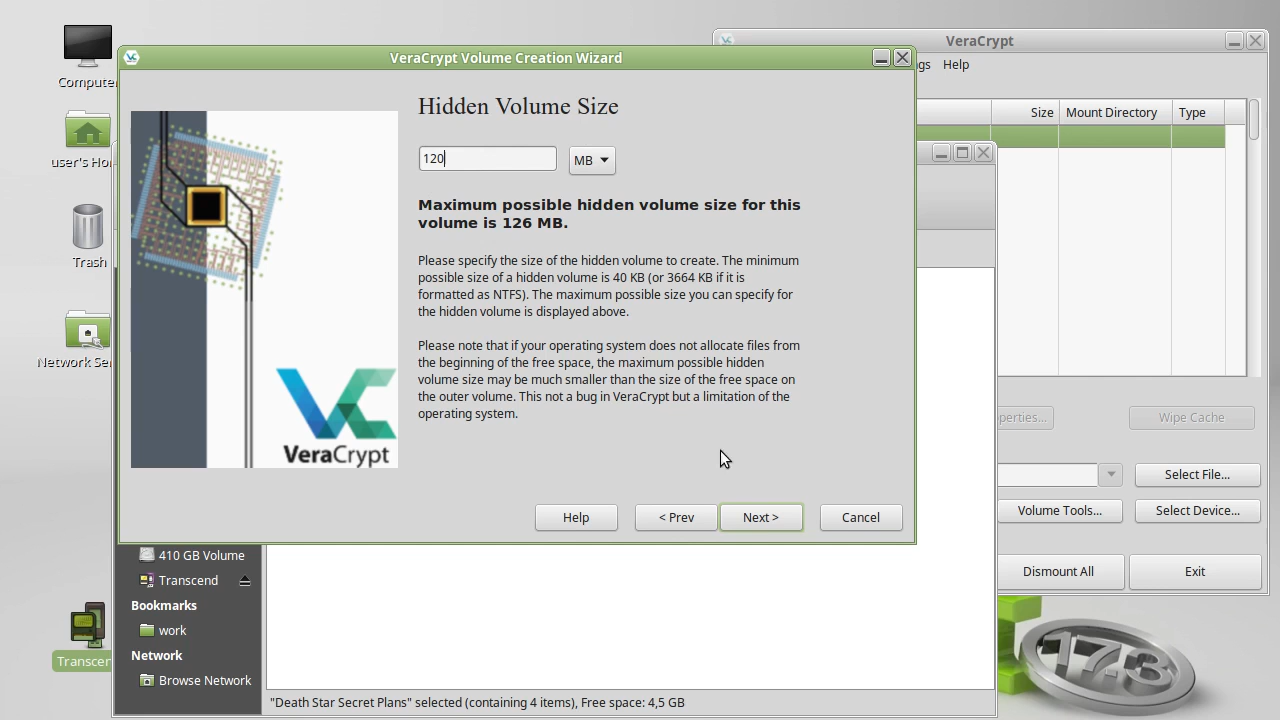 VeraCrypt
Help
Size
Mount Directory
Type
VeraCrypt Volume Creation Wizard
Hidden Volume Size
120
MB
Maximum possible hidden volume size for this
volume is 126 MB.
Please specify the size of the hidden volume to create. The minimum
possible size of a hidden volume is 40 KB (or 3664 KB if it is
formatted as NTFS). The maximum possible size you can specify for
the hidden volume is displayed above.
Please note that if your operating system does not allocate files from
the beginning of the free space, the maximum possible hidden
volume size may be much smaller than the size of the free space on
the outer volume. This not a bug in VeraCrypt but a limitation of the
operating system.
VeraCrypt
Help
< Prev
Next >
Cancel
Compute
user's Ho
Trash
Network Se
Transcen
410 GB Volume
Transcend
Bookmarks
work
Network
Browse Network
"Death Star Secret Plans" selected (containing 4 items), Free space: 4,5 GB
perties...
Wipe Cache
Select File...
Volume Tools...
Select Device...
Dismount All
Exit
17.3